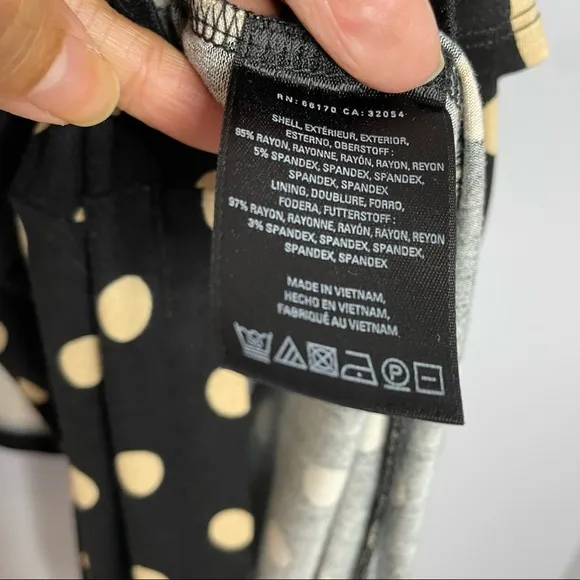 RN: 66170 CA: 32054
SHELL, EXTÉRIEUR, EXTERIOR,
ESTERNO, OBERSTOFF:
95% RAYON, RAYONNE, RAYÓN, RAYON, REYON
5% SPANDEX, SPANDEX, SPANDEX,
SPANDEX, SPANDEX
LINING, DOUBLURE, FORRO,
FODERA, FUTTERSTOFF:
97% RAYON, RAYONNE, RAYÓN, RAYON, REYON
3% SPANDEX, SPANDEX, SPANDEX,
SPANDEX, SPANDEX
MADE IN VIETNAM,
HECHO EN VIETNAM,
FABRIQUÉ AU VIETNAM
P